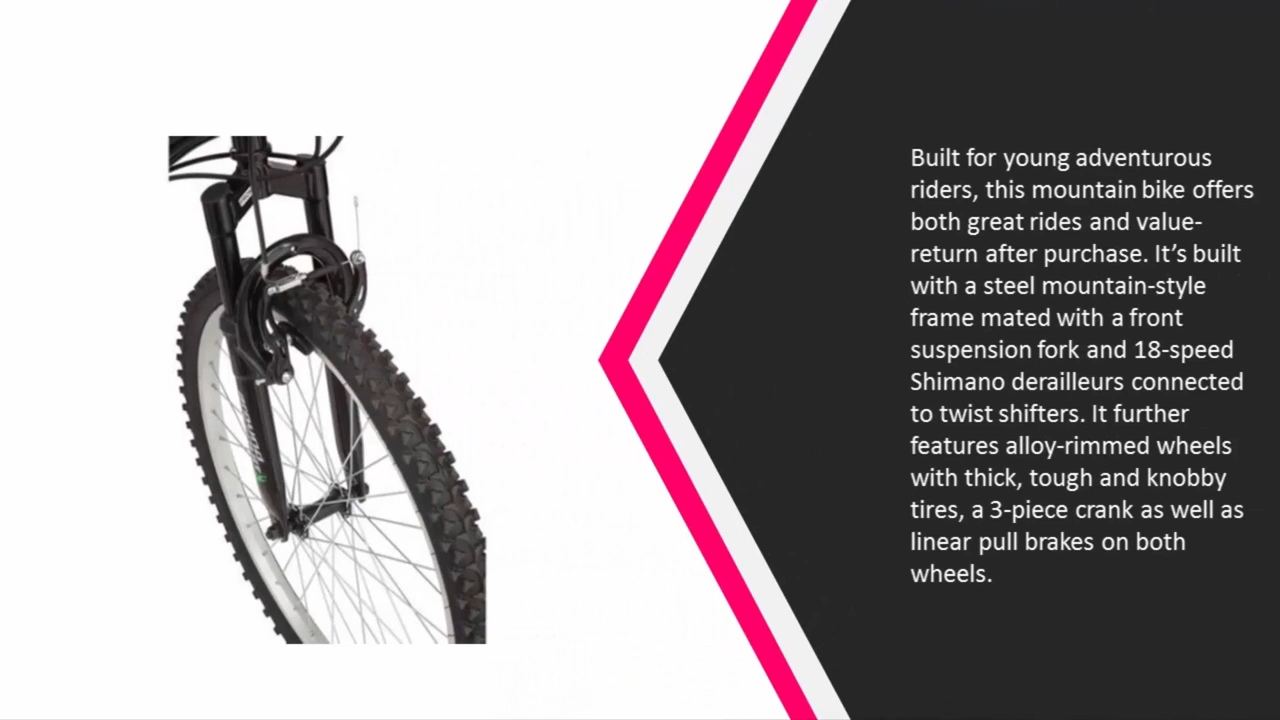 Built for young adventurous
riders, this mountain bike offers
both great rides and value-
return after purchase. It’s built
with a steel mountain-style
frame mated with a front
suspension fork and 18-speed
Shimano derailleurs connected
to twist shifters. It further
features alloy-rimmed wheels
with thick, tough and knobby
tires, a 3-piece crank as well as
linear pull brakes on both
wheels.